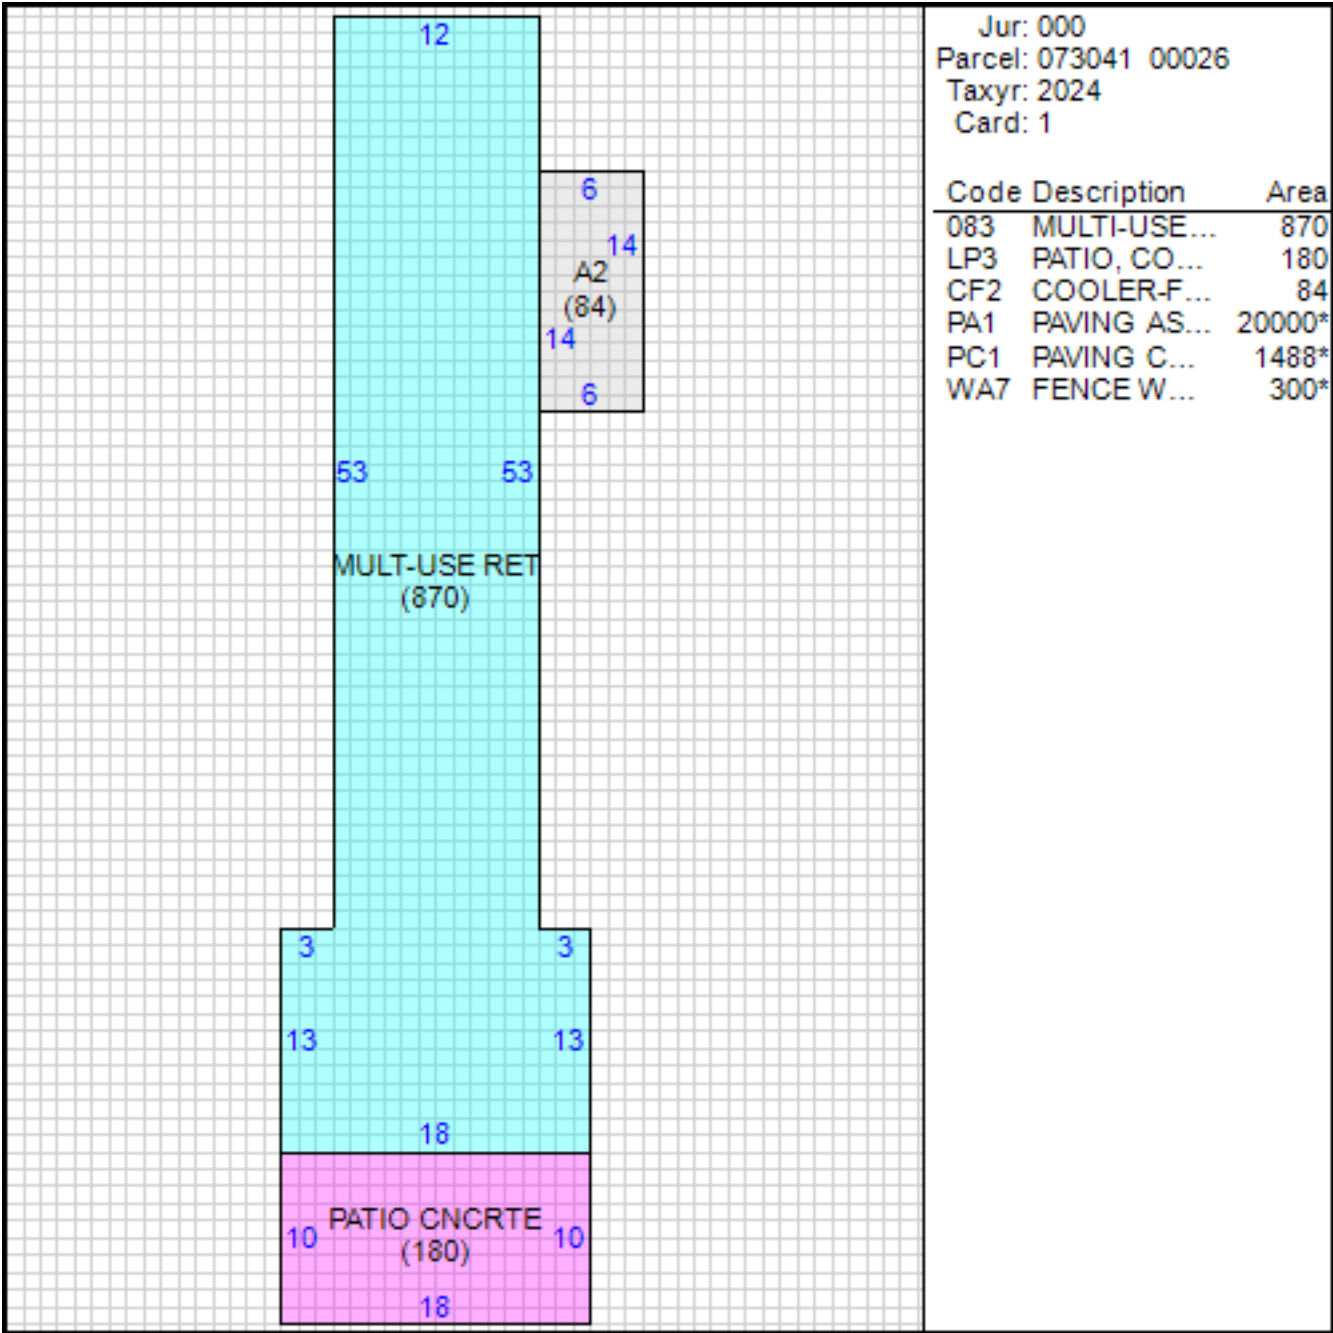 12
6
14
A2
(84)
14
6
53 53
MULT-USE RET
(870)
3 3
13 13
18
PATIO CNCRTE
10 10
(180)
18
Jur: 000
Parcel: 073041 00026
Taxyr: 2024
Card: 1
Code Description Area
083 MULTI-USE... 870
LP3 PATIO, CO... 180
CF2 COOLER-F... 84
PA1 PAVING AS... 20000*
PC1 PAVING C... 1488*
WA7 FENCE W... 300*